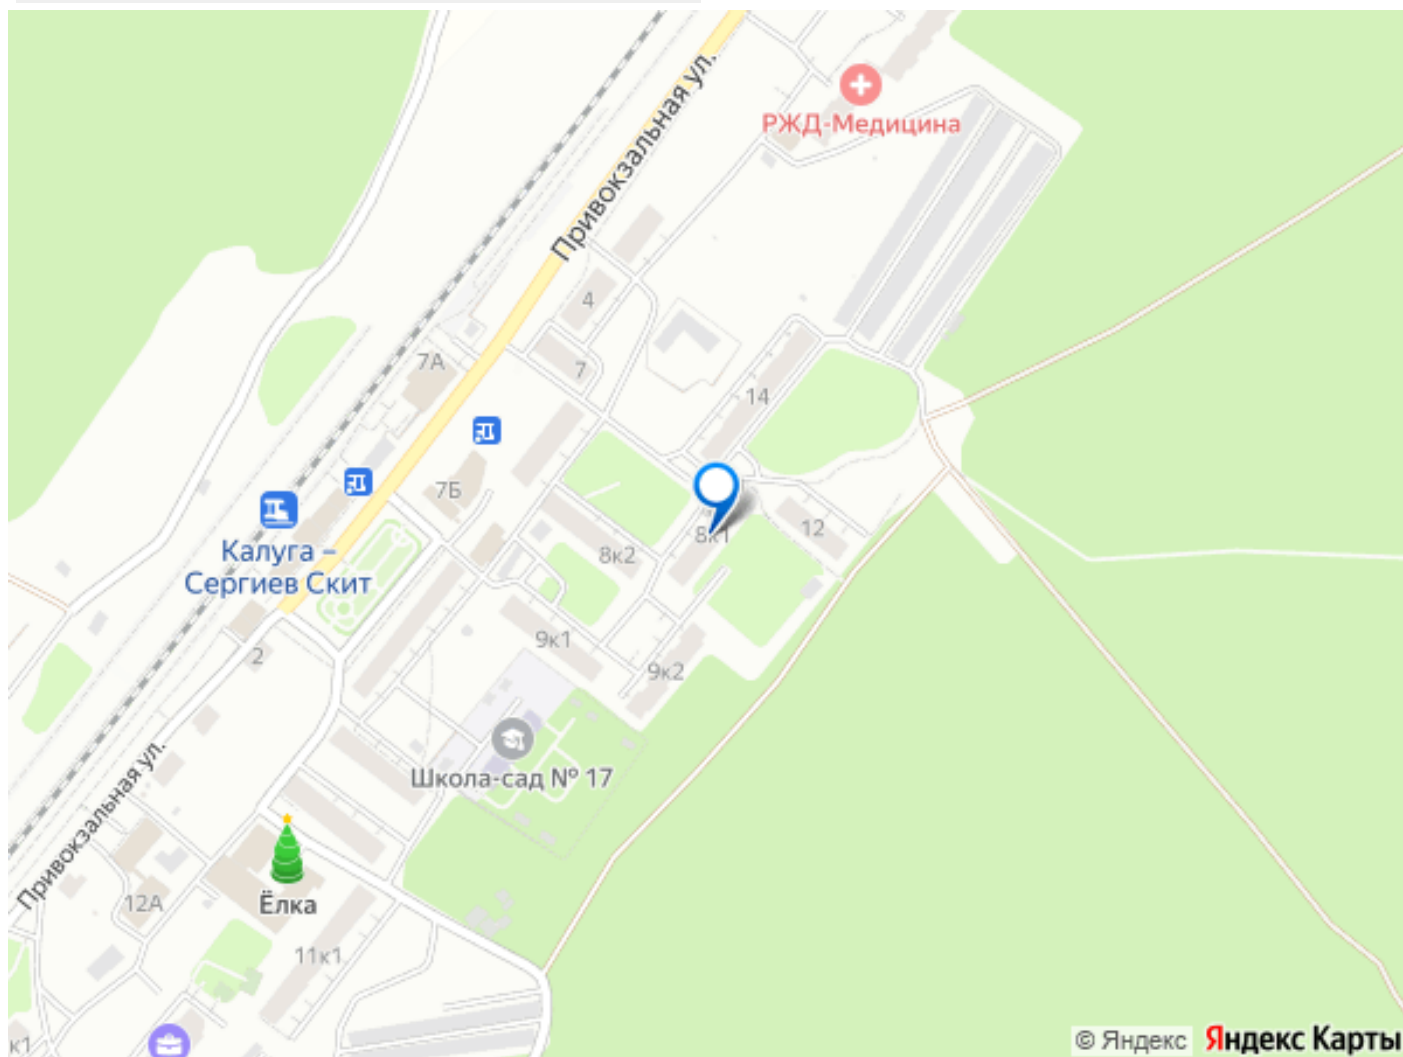 Привокзальная ул.
РЖД-Медицина
4
7А
7
14
7Б
8к1
12
8к2
Калуга –
Сергиев Скит
9к1
2
9к2
Школа-сад № 17
Привокзальная ул.
12А
Ёлка
11к1
к1
© Яндекс Яндекс Карты